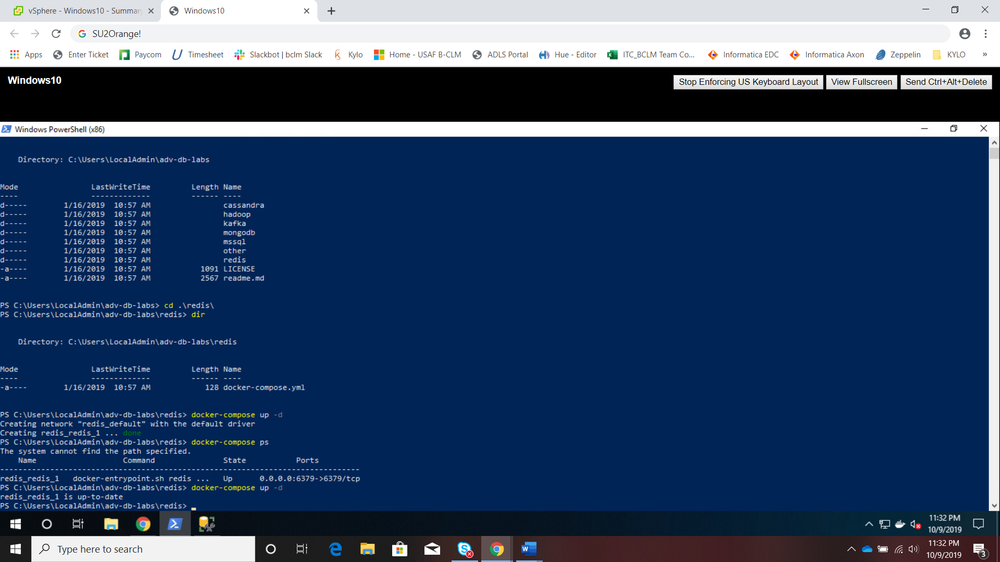 vSphere - Windows10 - Summar
Windows10
SU2Orange!
Apps
Enter Ticket
Paycom
Timesheet
Slackbot | bclm Slack
Kylo
Home - USAF B-CLM
ADLS Portal
Hue - Editor
ITC_BCLM Team Co...
Informatica EDC
Informatica Axon
Zeppelin
KYLO
»
Windows10
Stop Enforcing US Keyboard Layout
View Fullscreen
Send Ctrl+Alt+Delete
Windows PowerShell (x86)
    Directory: C:\Users\LocalAdmin\adv-db-labs
Mode                LastWriteTime         Length Name
----                -------------         ------ ----
d-----        1/16/2019  10:57 AM                cassandra
d-----        1/16/2019  10:57 AM                hadoop
d-----        1/16/2019  10:57 AM                kafka
d-----        1/16/2019  10:57 AM                mongodb
d-----        1/16/2019  10:57 AM                mssql
d-----        1/16/2019  10:57 AM                other
d-----        1/16/2019  10:57 AM                redis
-a----        1/16/2019  10:57 AM           1091 LICENSE
-a----        1/16/2019  10:57 AM           2567 readme.md
PS C:\Users\LocalAdmin\adv-db-labs> cd .\redis\
PS C:\Users\LocalAdmin\adv-db-labs\redis> dir
    Directory: C:\Users\LocalAdmin\adv-db-labs\redis
Mode                LastWriteTime         Length Name
----                -------------         ------ ----
-a----        1/16/2019  10:57 AM            128 docker-compose.yml
PS C:\Users\LocalAdmin\adv-db-labs\redis> docker-compose up -d
Creating network "redis_default" with the default driver
Creating redis_redis_1 ... done
PS C:\Users\LocalAdmin\adv-db-labs\redis> docker-compose ps
The system cannot find the path specified.
    Name                   Command               State           Ports
-------------------------------------------------------------------------------
redis_redis_1   docker-entrypoint.sh redis ...   Up      0.0.0.0:6379->6379/tcp
PS C:\Users\LocalAdmin\adv-db-labs\redis> docker-compose up -d
redis_redis_1 is up-to-date
PS C:\Users\LocalAdmin\adv-db-labs\redis>
11:32 PM
10/9/2019
Type here to search
11:32 PM
10/9/2019
3